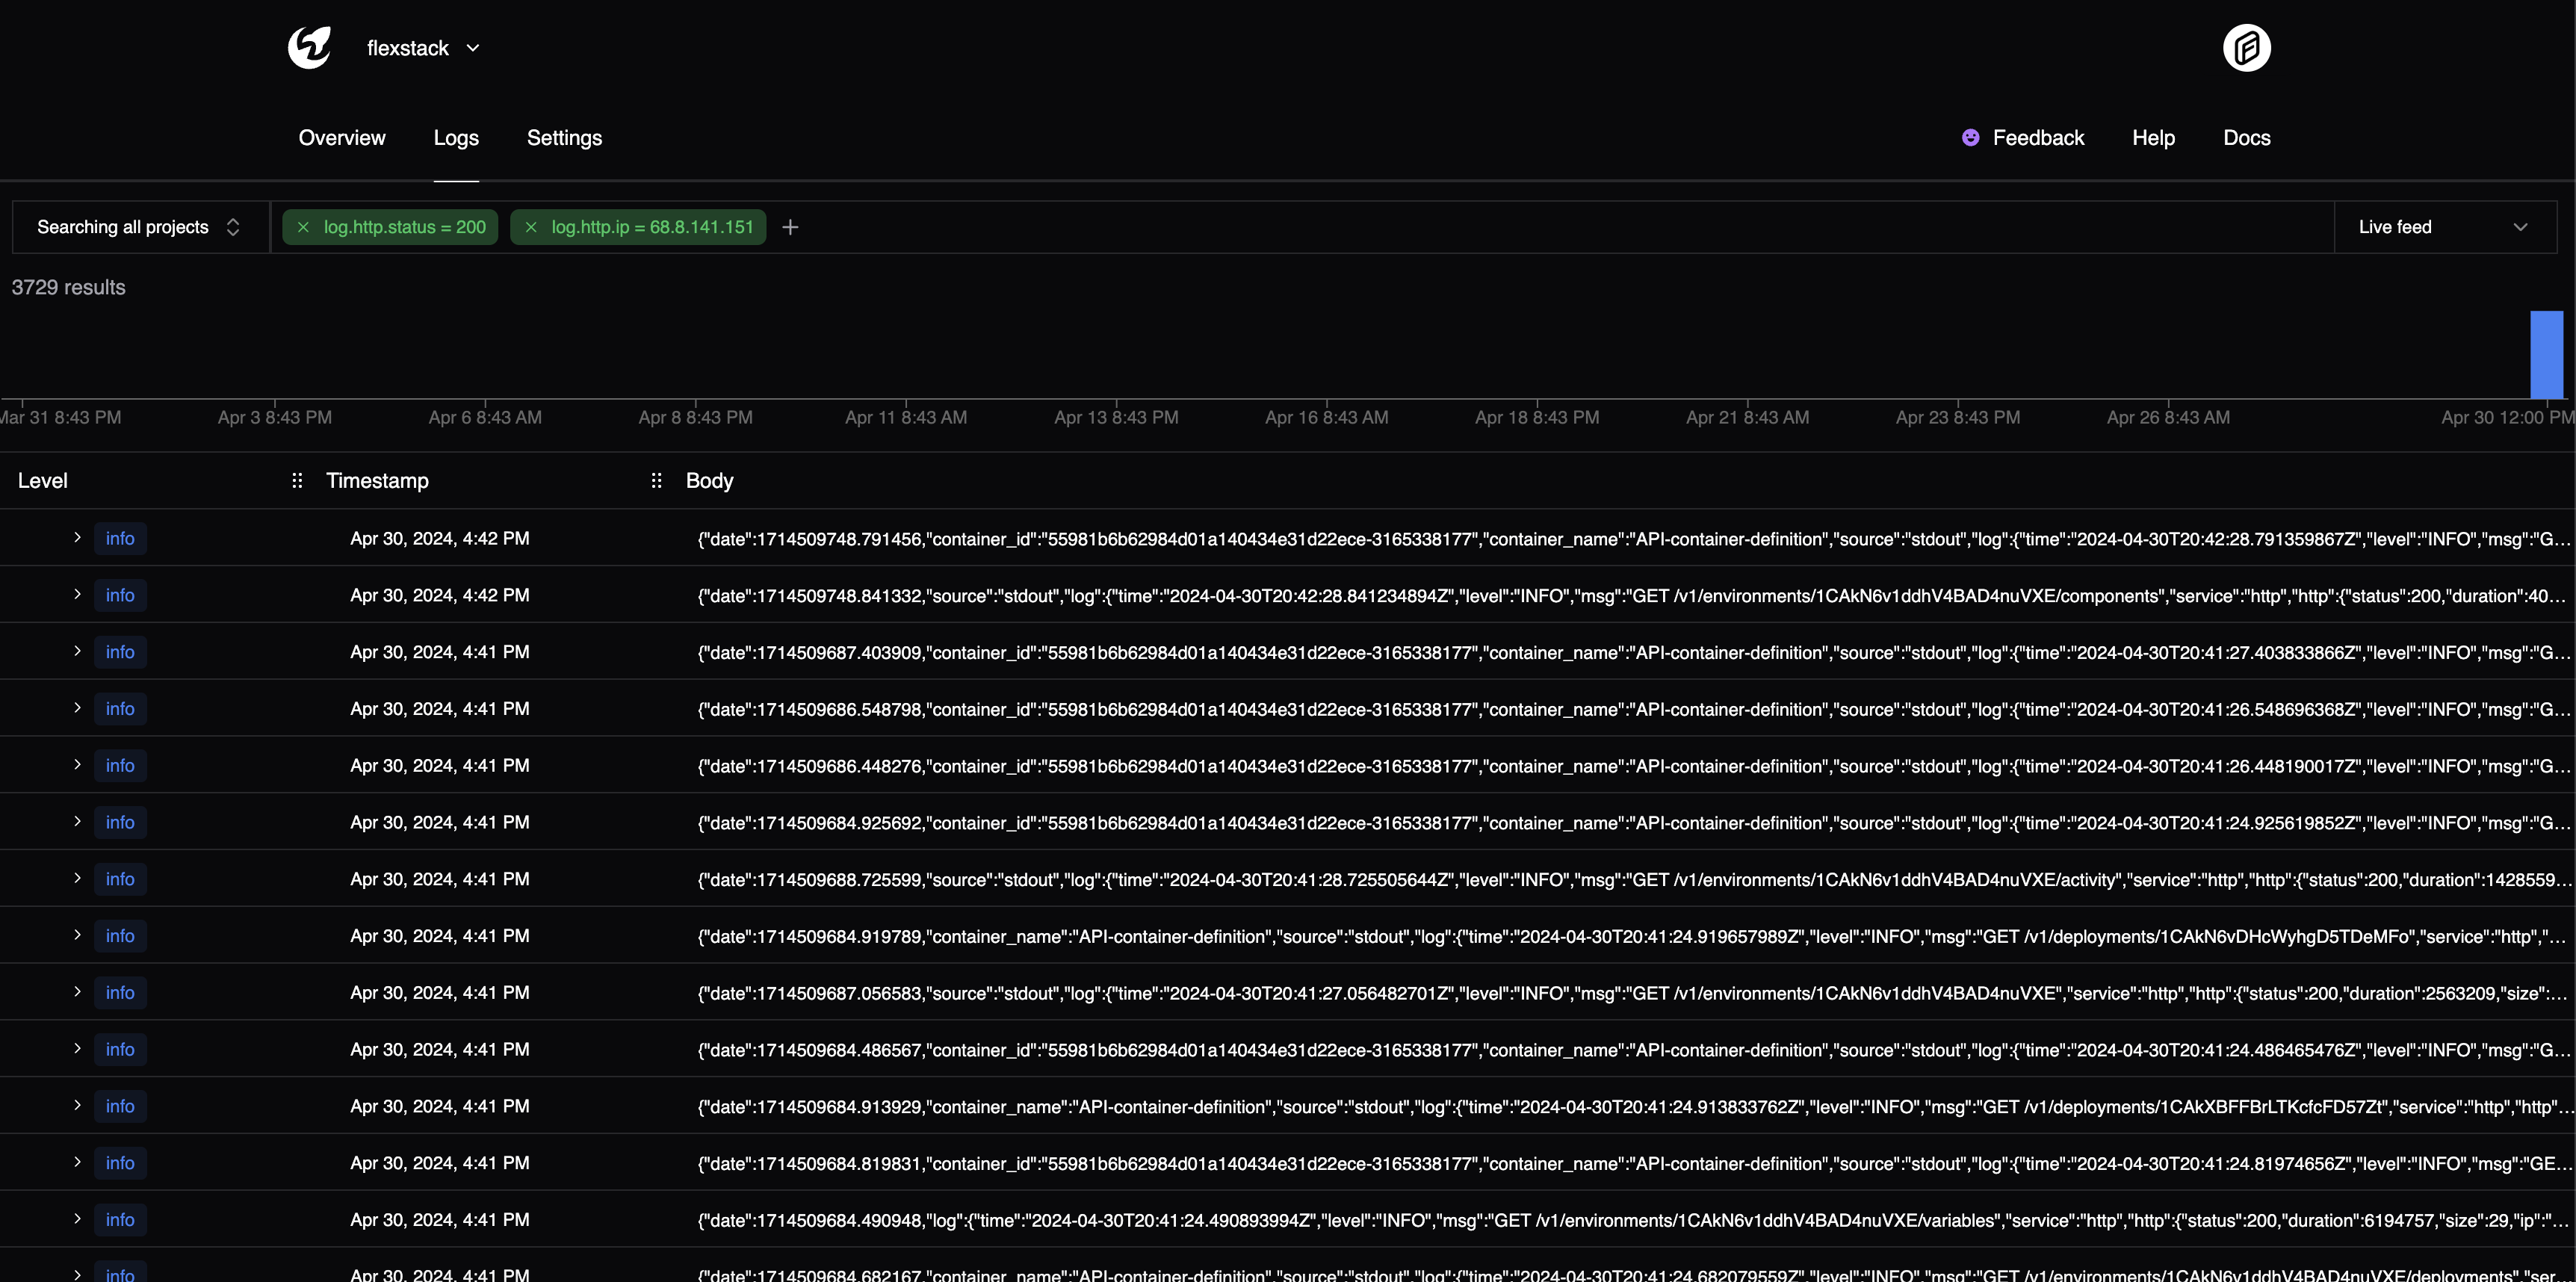 flexstack
Overview Logs Settings Feedback Help Docs
Searching all projects log.http.status = 200 log.http.ip = 68.8.141.151 Live feed
3729 results
Mar 31 8:43 PM Apr 3 8:43 PM Apr 6 8:43 AM Apr 8 8:43 PM Apr 11 8:43 AM Apr 13 8:43 PM Apr 16 8:43 AM Apr 18 8:43 PM Apr 21 8:43 AM Apr 23 8:43 PM Apr 26 8:43 AM Apr 30 12:00 PM
Level Timestamp Body
info Apr 30, 2024, 4:42 PM {"date":1714509748.791456,"container_id":"55981b6b62984d01a140434e31d22ece-3165338177","container_name":"API-container-definition","source":"stdout","log":{"time":"2024-04-30T20:42:28.791359867Z","level":"INFO","msg":"G...
info Apr 30, 2024, 4:42 PM {"date":1714509748.841332,"source":"stdout","log":{"time":"2024-04-30T20:42:28.841234894Z","level":"INFO","msg":"GET /v1/environments/1CAkN6v1ddhV4BAD4nuVXE/components","service":"http","http":{"status":200,"duration":40...
info Apr 30, 2024, 4:41 PM {"date":1714509687.403909,"container_id":"55981b6b62984d01a140434e31d22ece-3165338177","container_name":"API-container-definition","source":"stdout","log":{"time":"2024-04-30T20:41:27.403833866Z","level":"INFO","msg":"G...
info Apr 30, 2024, 4:41 PM {"date":1714509686.548798,"container_id":"55981b6b62984d01a140434e31d22ece-3165338177","container_name":"API-container-definition","source":"stdout","log":{"time":"2024-04-30T20:41:26.548696368Z","level":"INFO","msg":"G...
info Apr 30, 2024, 4:41 PM {"date":1714509686.448276,"container_id":"55981b6b62984d01a140434e31d22ece-3165338177","container_name":"API-container-definition","source":"stdout","log":{"time":"2024-04-30T20:41:26.448190017Z","level":"INFO","msg":"G...
info Apr 30, 2024, 4:41 PM {"date":1714509684.925692,"container_id":"55981b6b62984d01a140434e31d22ece-3165338177","container_name":"API-container-definition","source":"stdout","log":{"time":"2024-04-30T20:41:24.925619852Z","level":"INFO","msg":"G...
info Apr 30, 2024, 4:41 PM {"date":1714509688.725599,"source":"stdout","log":{"time":"2024-04-30T20:41:28.725505644Z","level":"INFO","msg":"GET /v1/environments/1CAkN6v1ddhV4BAD4nuVXE/activity","service":"http","http":{"status":200,"duration":1428559...
info Apr 30, 2024, 4:41 PM {"date":1714509684.919789,"container_name":"API-container-definition","source":"stdout","log":{"time":"2024-04-30T20:41:24.919657989Z","level":"INFO","msg":"GET /v1/deployments/1CAkN6vDHcWyhgD5TDeMFo","service":"http","...
info Apr 30, 2024, 4:41 PM {"date":1714509687.056583,"source":"stdout","log":{"time":"2024-04-30T20:41:27.056482701Z","level":"INFO","msg":"GET /v1/environments/1CAkN6v1ddhV4BAD4nuVXE","service":"http","http":{"status":200,"duration":2563209,"size":...
info Apr 30, 2024, 4:41 PM {"date":1714509684.486567,"container_id":"55981b6b62984d01a140434e31d22ece-3165338177","container_name":"API-container-definition","source":"stdout","log":{"time":"2024-04-30T20:41:24.486465476Z","level":"INFO","msg":"G...
info Apr 30, 2024, 4:41 PM {"date":1714509684.913929,"container_name":"API-container-definition","source":"stdout","log":{"time":"2024-04-30T20:41:24.913833762Z","level":"INFO","msg":"GET /v1/deployments/1CAkXBFFBrLTKcfcFD57Zt","service":"http","http"...
info Apr 30, 2024, 4:41 PM {"date":1714509684.819831,"container_id":"55981b6b62984d01a140434e31d22ece-3165338177","container_name":"API-container-definition","source":"stdout","log":{"time":"2024-04-30T20:41:24.81974656Z","level":"INFO","msg":"GE...
info Apr 30, 2024, 4:41 PM {"date":1714509684.490948,"log":{"time":"2024-04-30T20:41:24.490893994Z","level":"INFO","msg":"GET /v1/environments/1CAkN6v1ddhV4BAD4nuVXE/variables","service":"http","http":{"status":200,"duration":6194757,"size":29,"ip":"...
info Apr 30, 2024, 4:41 PM {"date":1714509684.682167,"container_name":"API-container-definition","source":"stdout","log":{"time":"2024-04-30T20:41:24.682079559Z","level":"INFO","msg":"GET /v1/environments/1CAkN6v1ddhV4BAD4nuVXE/deployments","ser...